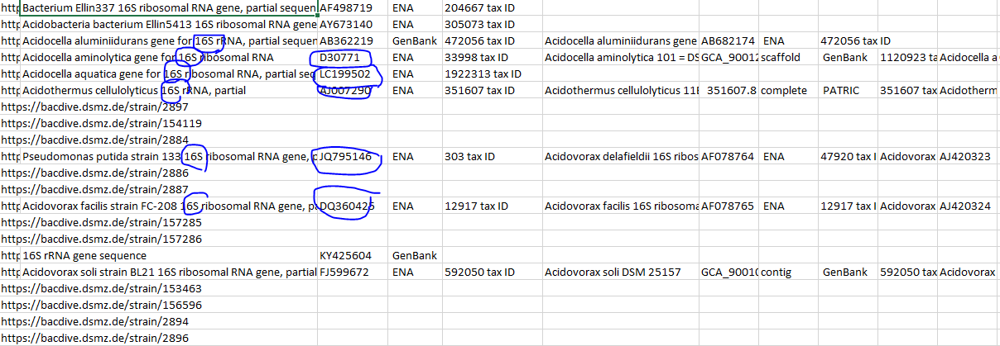 http Bacterium Ellin337 16S ribosomal RNA gene, partial sequen AF498719 ENA 204667 tax ID
http Acidobacteria bacterium Ellin5413 16S ribosomal RNA gene AY673140 ENA 305073 tax ID
http Acidocella aluminiidurans gene for 16S rRNA, partial sequen AB362219 GenBank 472056 tax ID Acidocella aluminiidurans gene AB682174 ENA 472056 tax ID
http Acidocella aminolytica gene for 16S ribosomal RNA D30771 ENA 33998 tax ID Acidocella aminolytica 101 = DS GCA_90012 scaffold GenBank 1120923 ta Acidocella a
http Acidocella aquatica gene for 16S ribosomal RNA, partial seq LC199502 ENA 1922313 tax ID
http Acidothermus cellulolyticus 16S rRNA, partial AJ007290 ENA 351607 tax ID Acidothermus cellulolyticus 11B 351607.8 complete PATRIC 351607 tax Acidotherm
https://bacdive.dsmz.de/strain/2897
https://bacdive.dsmz.de/strain/154119
https://bacdive.dsmz.de/strain/2884
http Pseudomonas putida strain 133 16S ribosomal RNA gene, p JQ795146 ENA 303 tax ID Acidovorax delafieldii 16S ribos AF078764 ENA 47920 tax I Acidovorax AJ420323
https://bacdive.dsmz.de/strain/2886
https://bacdive.dsmz.de/strain/2887
http Acidovorax facilis strain FC-208 16S ribosomal RNA gene, pa DQ360425 ENA 12917 tax ID Acidovorax facilis 16S ribosoma AF078765 ENA 12917 tax I Acidovorax AJ420324
https://bacdive.dsmz.de/strain/157285
https://bacdive.dsmz.de/strain/157286
http 16S rRNA gene sequence KY425604 GenBank
http Acidovorax soli strain BL21 16S ribosomal RNA gene, partial FJ599672 ENA 592050 tax ID Acidovorax soli DSM 25157 GCA_90010 contig GenBank 592050 tax Acidovorax
https://bacdive.dsmz.de/strain/153463
https://bacdive.dsmz.de/strain/156596
https://bacdive.dsmz.de/strain/2894
https://bacdive.dsmz.de/strain/2896